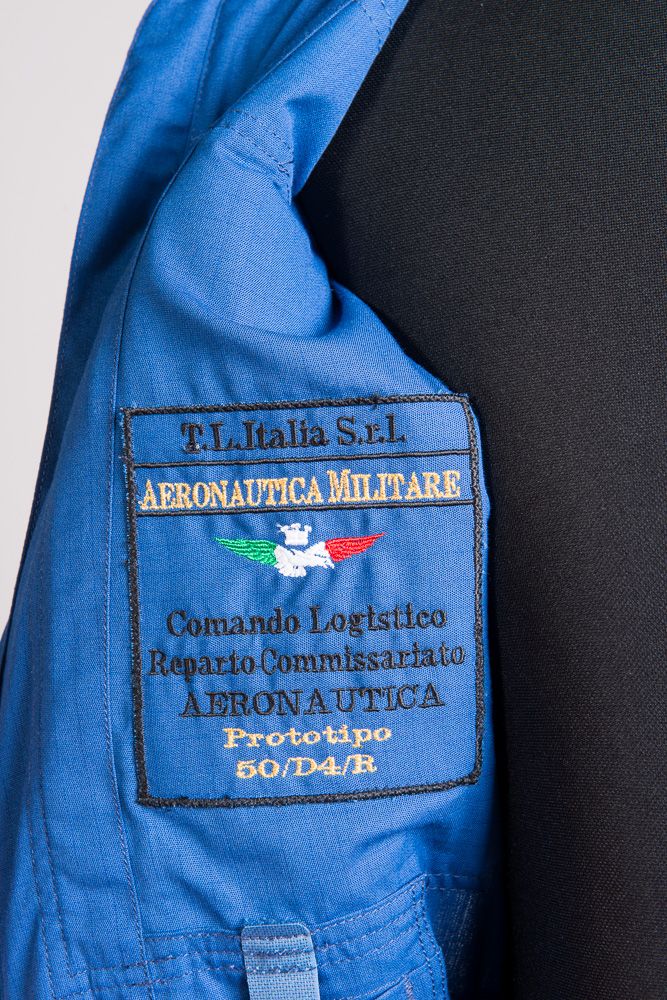 T.L.Italia S.r.l.
AERONAUTICA MILITARE
Comando Logistico
Reparto Commissariato
AERONAUTICA
Prototipo
50/D4/R